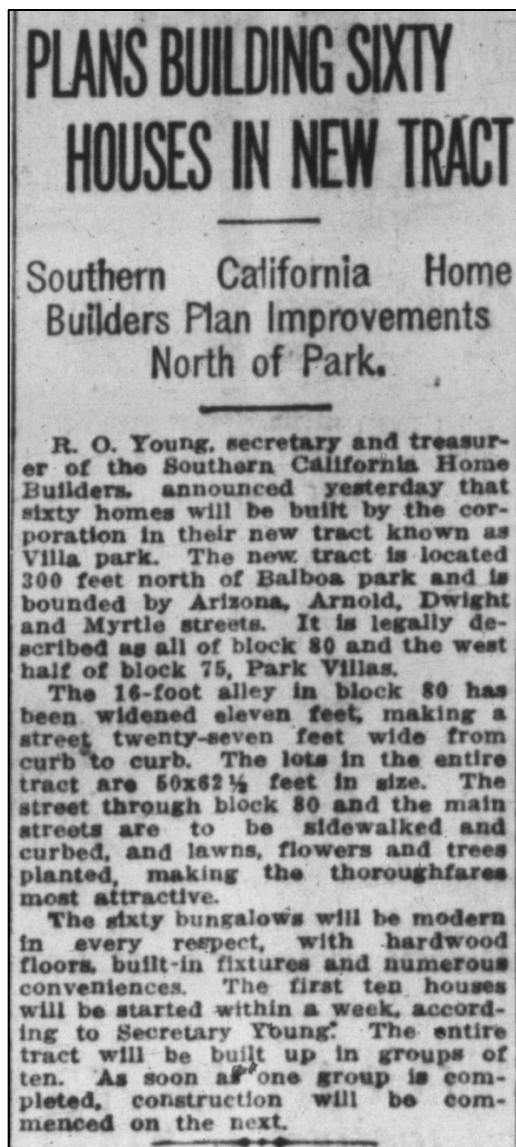 PLANS BUILDING SIXTY
HOUSES IN NEW TRACT
Southern California Home
Builders Plan Improvements
North of Park.
R. O. Young, secretary and treasur-
er of the Southern California Home
Builders, announced yesterday that
sixty homes will be built by the cor-
poration in their new tract known as
Villa park. The new tract is located
300 feet north of Balboa park and is
bounded by Arizona, Arnold, Dwight
and Myrtle streets. It is legally de-
scribed as all of block 80 and the west
half of block 75, Park Villas.
The 16-foot alley in block 80 has
been widened eleven feet, making a
street twenty-seven feet wide from
curb to curb. The lots in the entire
tract are 50x62½ feet in size. The
street through block 80 and the main
streets are to be sidewalked and
curbed, and lawns, flowers and trees
planted, making the thoroughfares
most attractive.
The sixty bungalows will be modern
in every respect, with hardwood
floors, built-in fixtures and numerous
conveniences. The first ten houses
will be started within a week, accord-
ing to Secretary Young. The entire
tract will be built up in groups of
ten. As soon as one group is com-
pleted, construction will be com-
menced on the next.